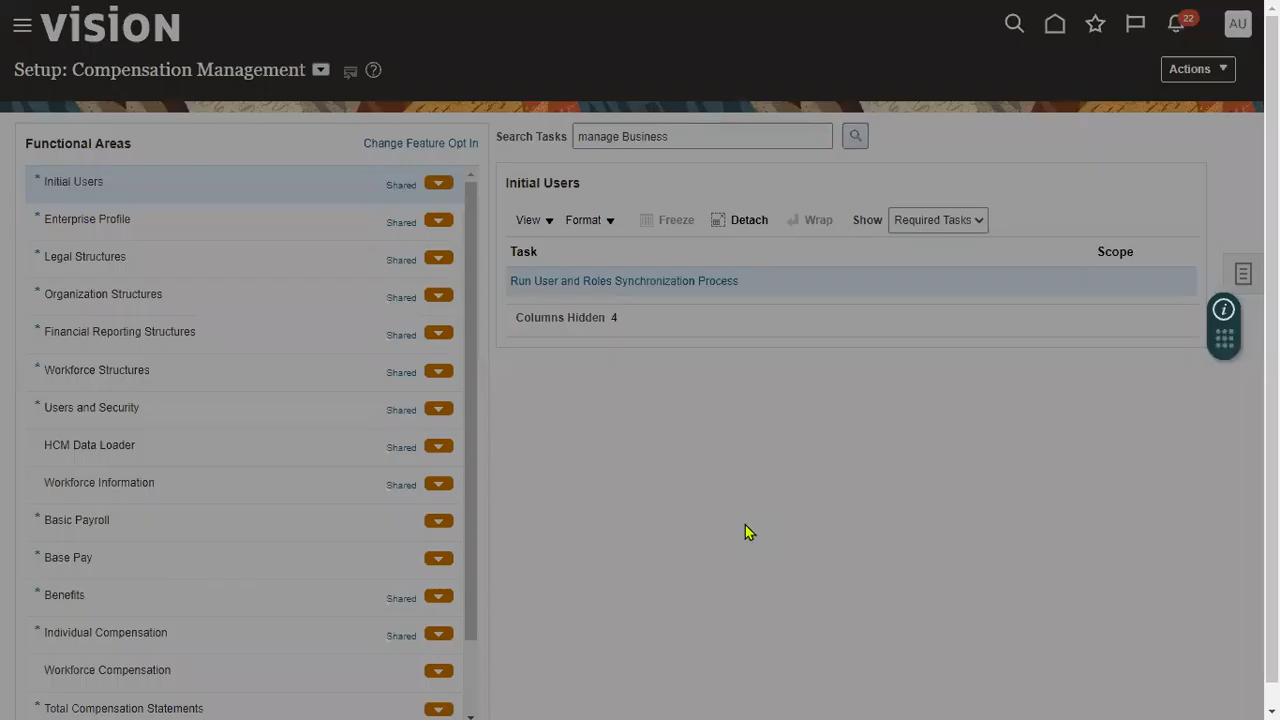 VISION
22
AU
Setup: Compensation Management
Actions
Functional Areas
Change Feature Opt In
* Initial Users Shared
* Enterprise Profile Shared
* Legal Structures Shared
* Organization Structures Shared
* Financial Reporting Structures Shared
* Workforce Structures Shared
* Users and Security Shared
HCM Data Loader Shared
Workforce Information Shared
* Basic Payroll
* Base Pay
* Benefits Shared
* Individual Compensation Shared
Workforce Compensation
* Total Compensation Statements
Search Tasks manage Business
Initial Users
View Format Freeze Detach Wrap Show Required Tasks
Task Scope
Run User and Roles Synchronization Process
Columns Hidden 4